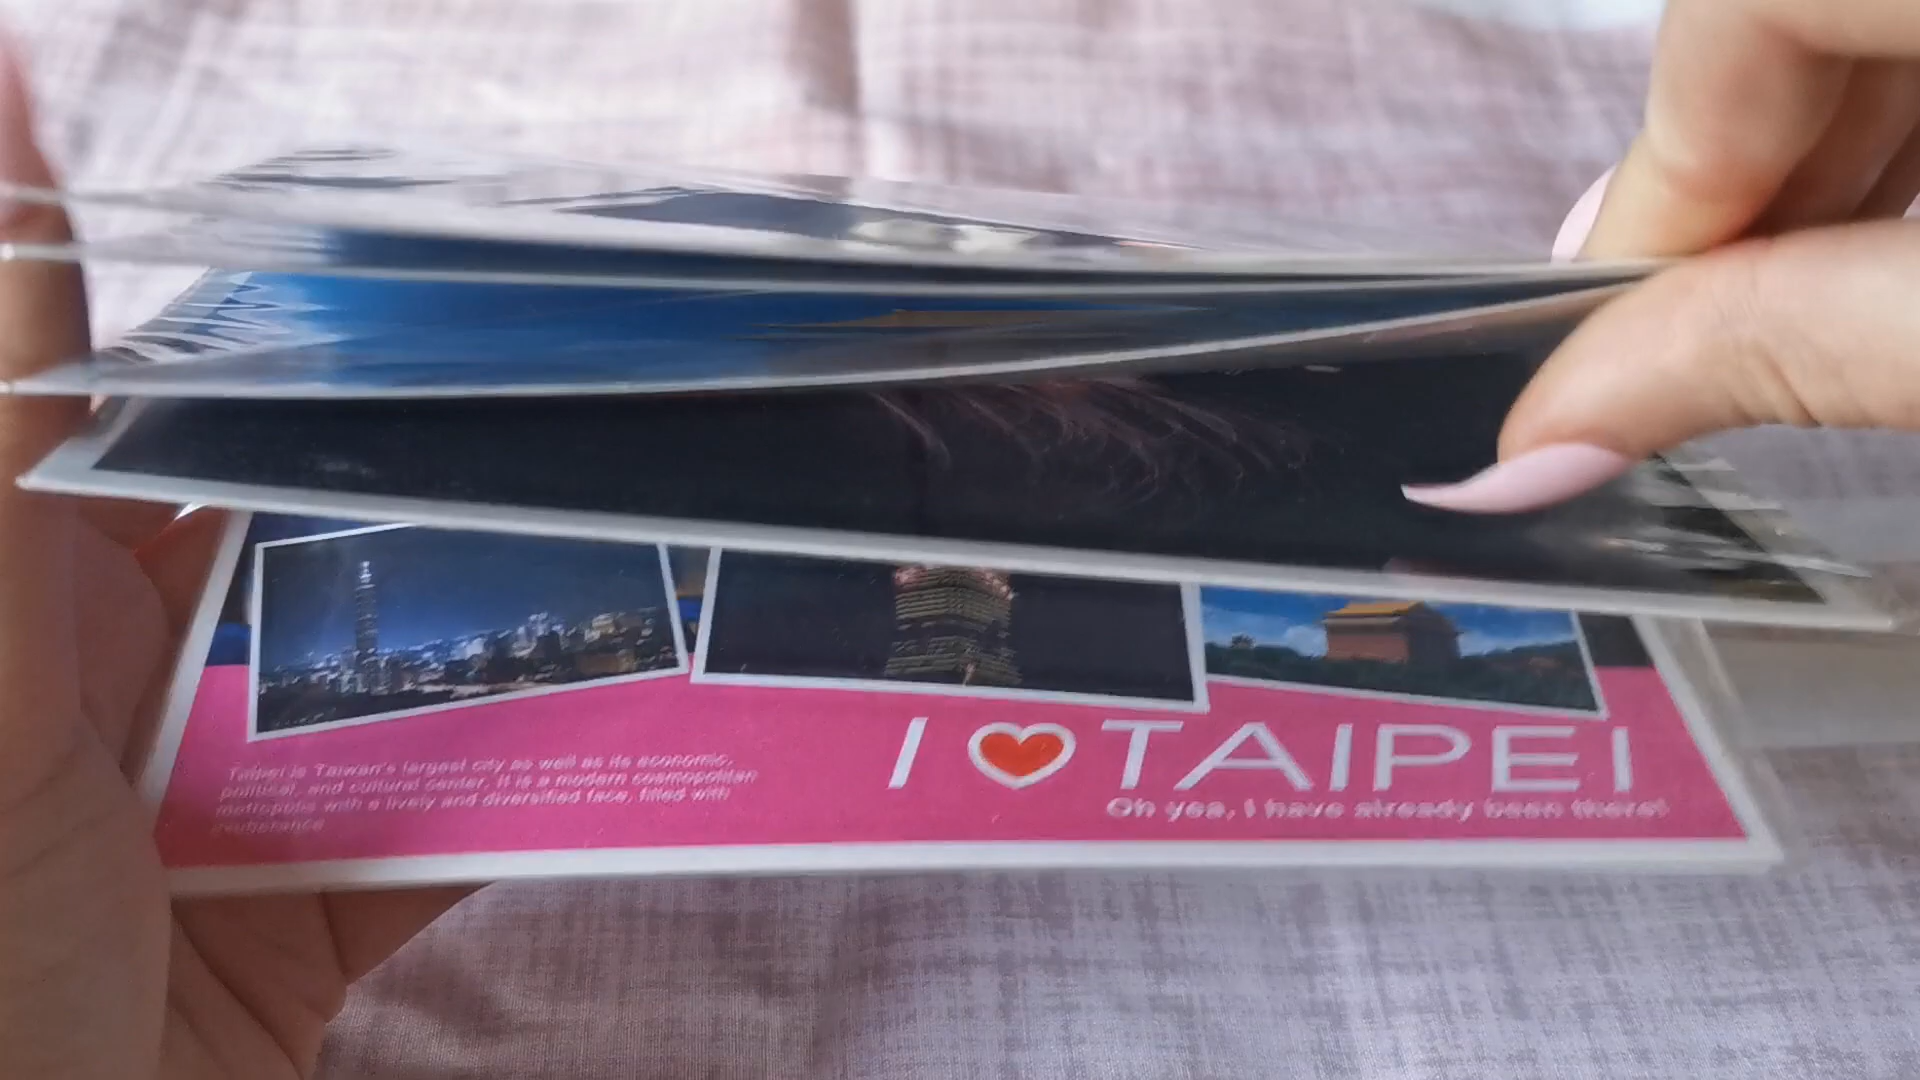 I ❤ TAIPEI
Oh yea, I have already been there!
Taipei is Taiwan's largest city as well as its economic,
political, and cultural center. It is a modern cosmopolitan
metropolis with a lively and diversified face, filled with
exuberance